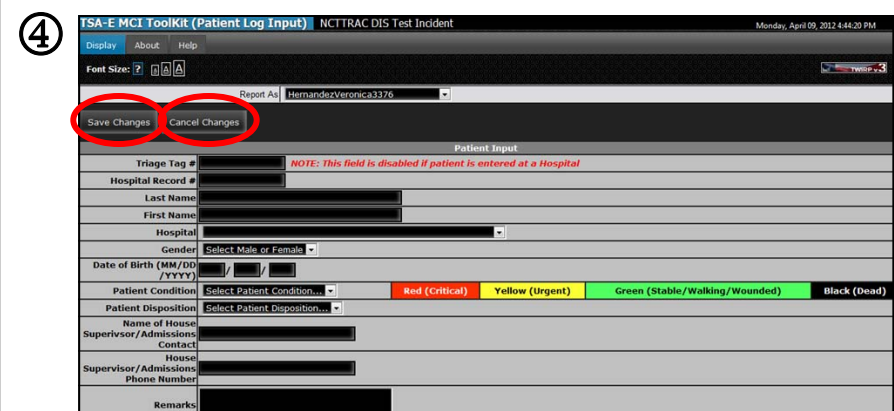 ④
TSA-E MCI ToolKit (Patient Log Input) NCTTRAC DIS Test Incident Monday, April 09, 2012 4:44:20 PM
Display About Help
Font Size: ? A A A
TWIRP v3
Report As HernandezVeronica3376
Save Changes Cancel Changes
Patient Input
Triage Tag # NOTE: This field is disabled if patient is entered at a Hospital
Hospital Record #
Last Name
First Name
Hospital
Gender Select Male or Female
Date of Birth (MM/DD
/YYYY) / /
Patient Condition Select Patient Condition... Red (Critical) Yellow (Urgent) Green (Stable/Walking/Wounded) Black (Dead)
Patient Disposition Select Patient Disposition...
Name of House
Superivsor/Admissions
Contact
House
Supervisor/Admissions
Phone Number
Remarks